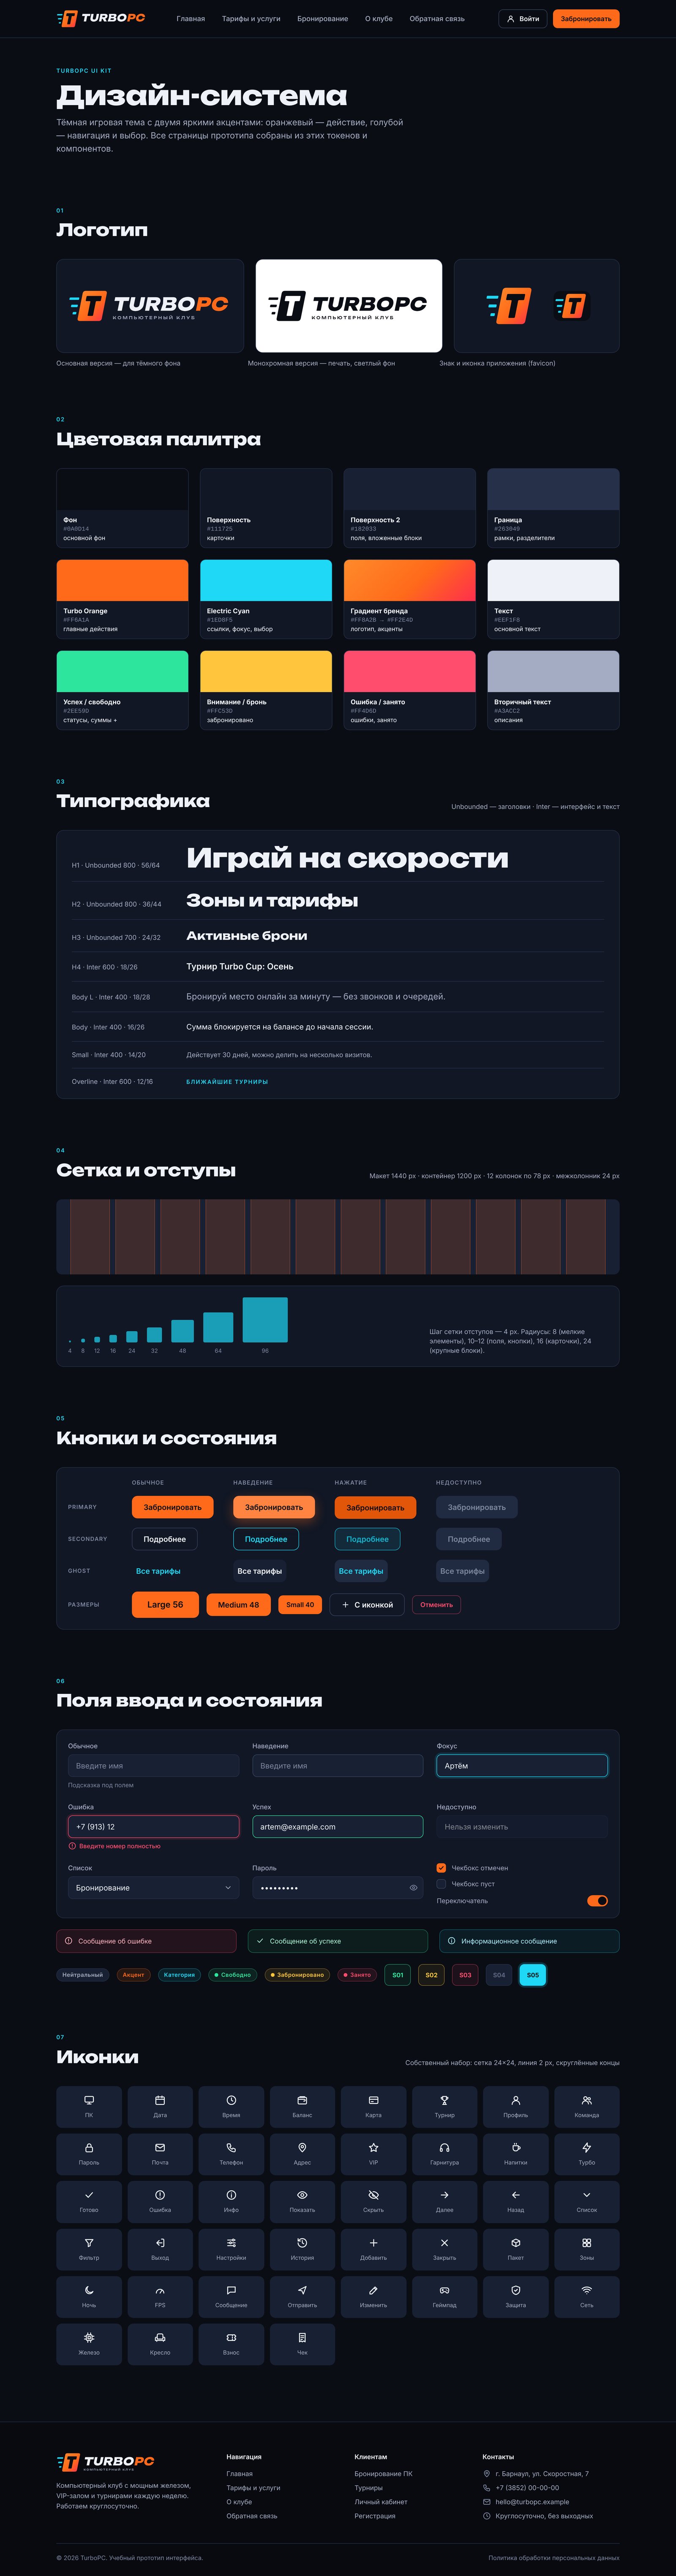 TURBOPC
Главная Тарифы и услуги Бронирование О клубе Обратная связь Войти Забронировать
TURBOPC UI KIT
Дизайн-система
Тёмная игровая тема с двумя яркими акцентами: оранжевый — действие, голубой
— навигация и выбор. Все страницы прототипа собраны из этих токенов и
компонентов.
01
Логотип
TURBOPC
КОМПЬЮТЕРНЫЙ КЛУБ
TURBOPC
КОМПЬЮТЕРНЫЙ КЛУБ
Основная версия — для тёмного фона
Монохромная версия — печать, светлый фон
Знак и иконка приложения (favicon)
02
Цветовая палитра
Фон
#0A0D14
основной фон
Поверхность
#111725
карточки
Поверхность 2
#182033
поля, вложенные блоки
Граница
#263049
рамки, разделители
Turbo Orange
#FF6A1A
главные действия
Electric Cyan
#1ED8F5
ссылки, фокус, выбор
Градиент бренда
#FF8A2B → #FF2E4D
логотип, акценты
Текст
#EEF1F8
основной текст
Успех / свободно
#2EE59D
статусы, суммы +
Внимание / бронь
#FFC53D
забронировано
Ошибка / занято
#FF4D6D
ошибки, занято
Вторичный текст
#A3ACC2
описания
03
Типографика
Unbounded — заголовки · Inter — интерфейс и текст
H1 · Unbounded 800 · 56/64 Играй на скорости
H2 · Unbounded 800 · 36/44 Зоны и тарифы
H3 · Unbounded 700 · 24/32 Активные брони
H4 · Inter 600 · 18/26 Турнир Turbo Cup: Осень
Body L · Inter 400 · 18/28 Бронируй место онлайн за минуту — без звонков и очередей.
Body · Inter 400 · 16/26 Сумма блокируется на балансе до начала сессии.
Small · Inter 400 · 14/20 Действует 30 дней, можно делить на несколько визитов.
Overline · Inter 600 · 12/16 БЛИЖАЙШИЕ ТУРНИРЫ
04
Сетка и отступы
Макет 1440 px · контейнер 1200 px · 12 колонок по 78 px · межколонник 24 px
4 8 12 16 24 32 48 64 96
Шаг сетки отступов — 4 px. Радиусы: 8 (мелкие
элементы), 10–12 (поля, кнопки), 16 (карточки), 24
(крупные блоки).
05
Кнопки и состояния
ОБЫЧНОЕ НАВЕДЕНИЕ НАЖАТИЕ НЕДОСТУПНО
PRIMARY Забронировать Забронировать Забронировать Забронировать
SECONDARY Подробнее Подробнее Подробнее Подробнее
GHOST Все тарифы Все тарифы Все тарифы Все тарифы
РАЗМЕРЫ Large 56 Medium 48 Small 40 С иконкой Отменить
06
Поля ввода и состояния
Обычное Наведение Фокус
Введите имя Введите имя Артём
Подсказка под полем
Ошибка Успех Недоступно
+7 (913) 12 artem@example.com Нельзя изменить
Введите номер полностью
Список Пароль Чекбокс отмечен
Бронирование ••••••••• Чекбокс пуст
Переключатель
Сообщение об ошибке Сообщение об успехе Информационное сообщение
Нейтральный Акцент Категория Свободно Забронировано Занято S01 S02 S03 S04 S05
07
Иконки
Собственный набор: сетка 24×24, линия 2 px, скруглённые концы
ПК Дата Время Баланс Карта Турнир Профиль Команда
Пароль Почта Телефон Адрес VIP Гарнитура Напитки Турбо
Готово Ошибка Инфо Показать Скрыть Далее Назад Список
Фильтр Выход Настройки История Добавить Закрыть Пакет Зоны
Ночь FPS Сообщение Отправить Изменить Геймпад Защита Сеть
Железо Кресло Взнос Чек
TURBOPC
КОМПЬЮТЕРНЫЙ КЛУБ
Компьютерный клуб с мощным железом,
VIP-залом и турнирами каждую неделю.
Работаем круглосуточно.
Навигация
Главная
Тарифы и услуги
О клубе
Обратная связь
Клиентам
Бронирование ПК
Турниры
Личный кабинет
Регистрация
Контакты
г. Барнаул, ул. Скоростная, 7
+7 (3852) 00-00-00
hello@turbopc.example
Круглосуточно, без выходных
© 2026 TurboPC. Учебный прототип интерфейса.
Политика обработки персональных данных